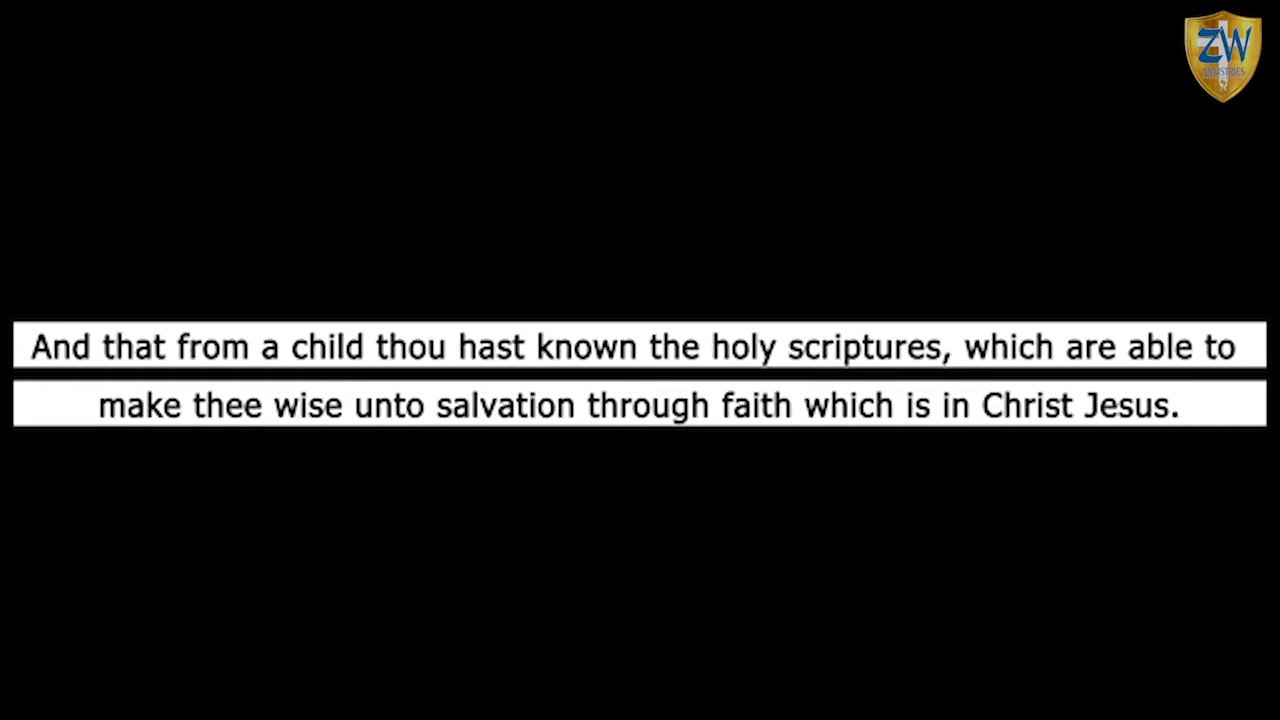 ZW
MINISTRIES
And that from a child thou hast known the holy scriptures, which are able to
make thee wise unto salvation through faith which is in Christ Jesus.